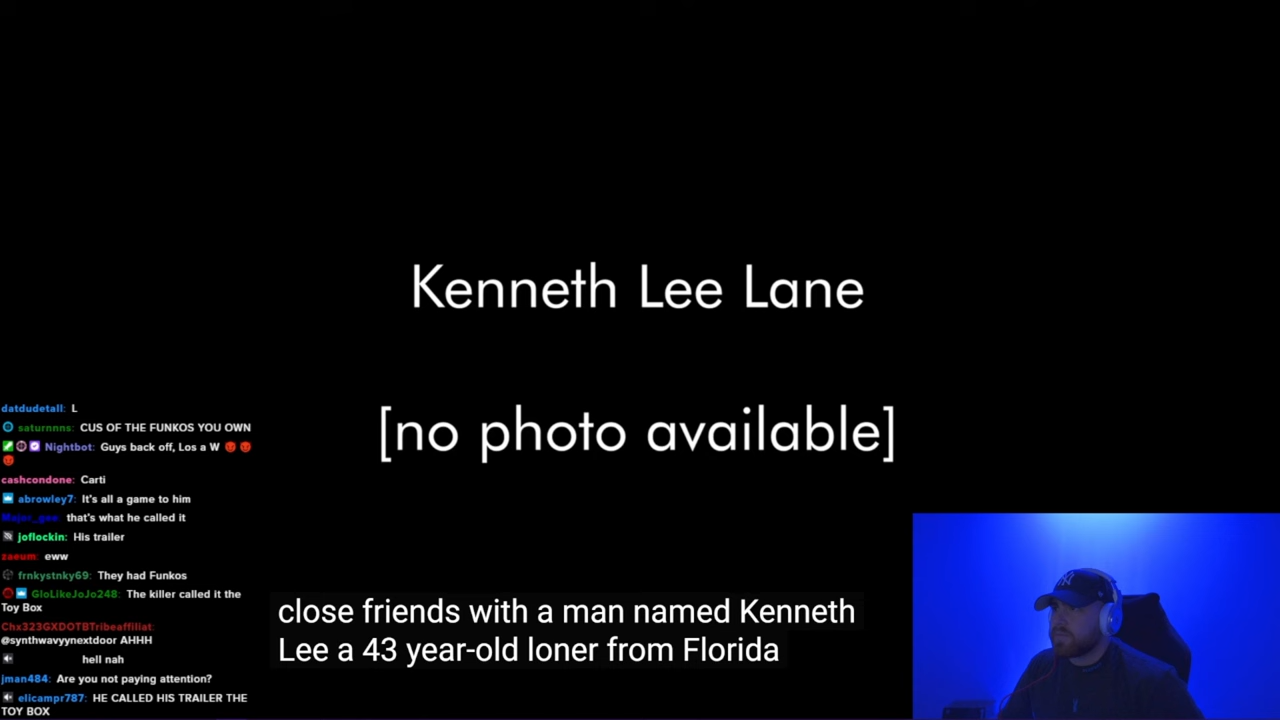 Kenneth Lee Lane
[no photo available]
datdudetall: L
saturnnns: CUS OF THE FUNKOS YOU OWN
Nightbot: Guys back off, Los a W
cashcondone: Carti
abrowley7: It's all a game to him
that's what he called it
joflockin: His trailer
zaeum: eww
frnkystnky69: They had Funkos
GloLikeJoJo248: The killer called it the
Toy Box
Chx323GXDOTBTribeaffiliat:
@synthwavyynextdoor AHHH
hell nah
jman484: Are you not paying attention?
elicampr787: HE CALLED HIS TRAILER THE
TOY BOX
close friends with a man named Kenneth
Lee a 43 year-old loner from Florida
NY